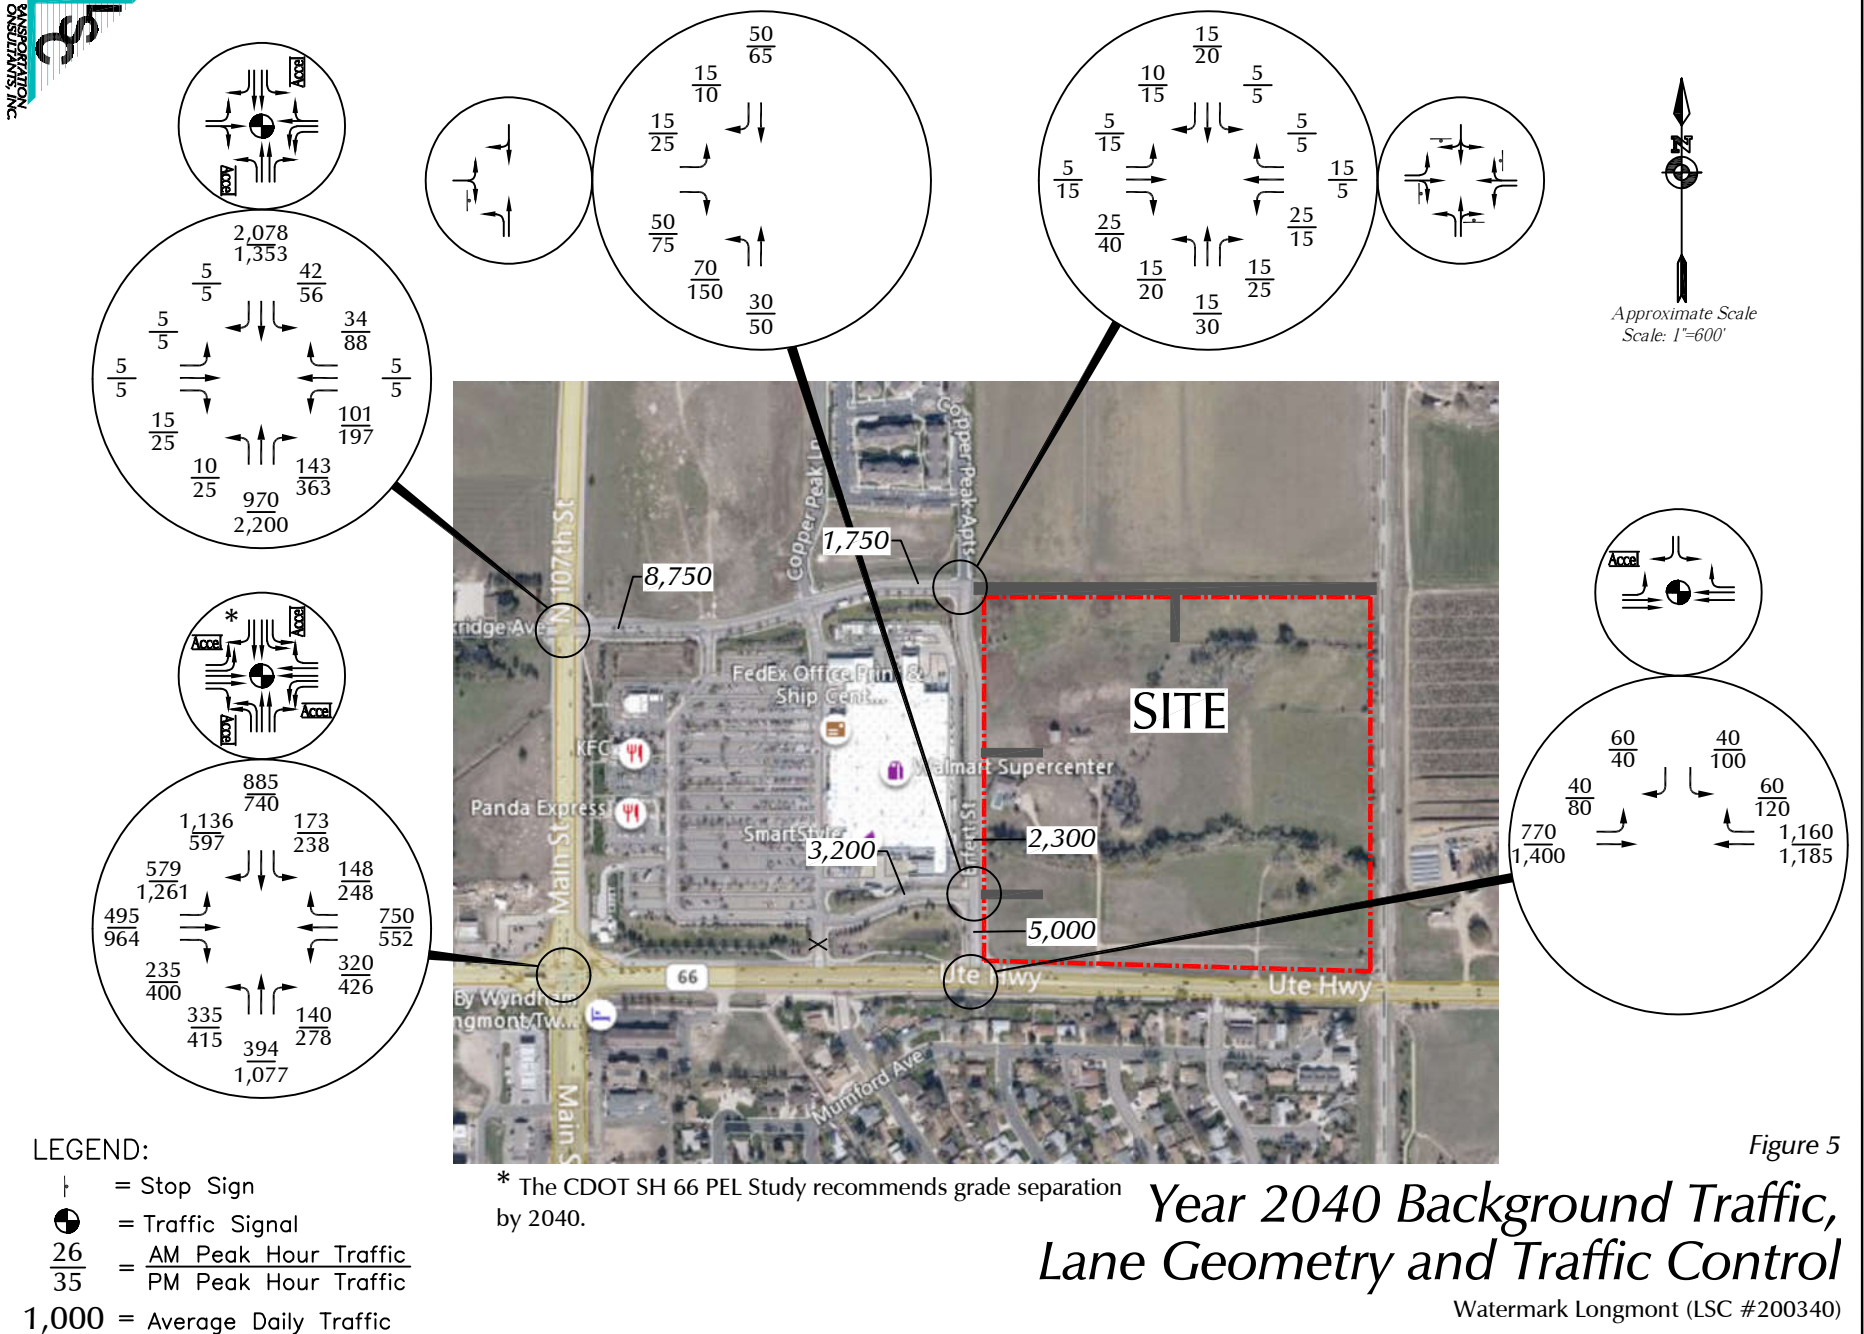 LSC
TRANSPORTATION
CONSULTANTS, INC.
Accel
Accel
2,078
1,353
5
5
42
56
5
5
34
88
5
5
5
5
15
25
101
197
10
25
143
363
970
2,200
50
65
15
10
15
25
50
75
70
150
30
50
15
20
10
15
5
5
5
15
5
5
5
15
15
5
25
40
25
15
15
20
15
25
15
30
N
Approximate Scale
Scale: 1"=600'
*
Accel
Accel
Accel
Accel
885
740
1,136
597
173
238
579
1,261
148
248
495
964
750
552
235
400
320
426
335
415
140
278
394
1,077
Accel
60
40
40
100
40
80
60
120
770
1,400
1,160
1,185
N 107th St
Copper Peak Ln
Copper Peak Apts
1,750
8,750
ridge Ave
FedEx Office Print &
Ship Cent...
SITE
KFC
Walmart Supercenter
Panda Express
SmartStyle
Main St
2,300
3,200
5,000
66
Ute Hwy
Ute Hwy
By Wyndham
ngmont/Tw...
Mumford Ave
Main S
LEGEND:
= Stop Sign
= Traffic Signal
26
35
= AM Peak Hour Traffic
PM Peak Hour Traffic
1,000 = Average Daily Traffic
* The CDOT SH 66 PEL Study recommends grade separation
by 2040.
Figure 5
Year 2040 Background Traffic,
Lane Geometry and Traffic Control
Watermark Longmont (LSC #200340)